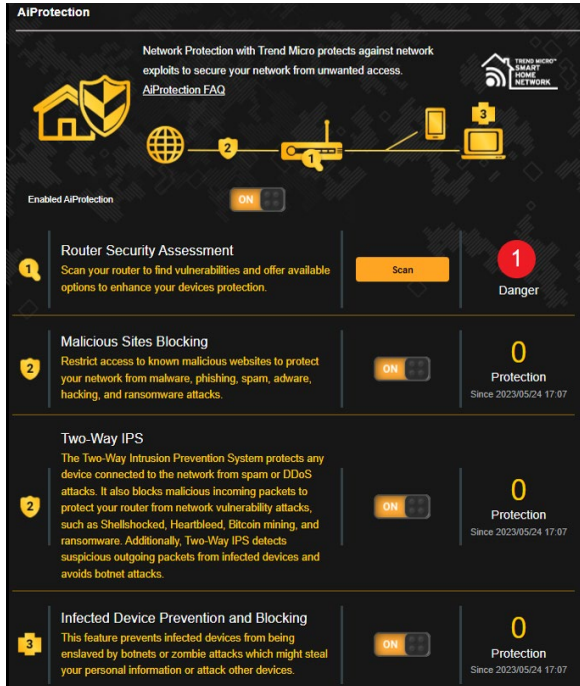 AiProtection
Network Protection with Trend Micro protects against network
exploits to secure your network from unwanted access.
AiProtection FAQ
TREND MICRO™
SMART
HOME
NETWORK
3
2
1
Enabled AiProtection
ON
1
Router Security Assessment
Scan your router to find vulnerabilities and offer available
options to enhance your devices protection.
Scan
1
Danger
2
Malicious Sites Blocking
Restrict access to known malicious websites to protect
your network from malware, phishing, spam, adware,
hacking, and ransomware attacks.
ON
0
Protection
Since 2023/05/24 17:07
2
Two-Way IPS
The Two-Way Intrusion Prevention System protects any
device connected to the network from spam or DDoS
attacks. It also blocks malicious incoming packets to
protect your router from network vulnerability attacks,
such as Shellshocked, Heartbleed, Bitcoin mining, and
ransomware. Additionally, Two-Way IPS detects
suspicious outgoing packets from infected devices and
avoids botnet attacks.
ON
0
Protection
Since 2023/05/24 17:07
3
Infected Device Prevention and Blocking
This feature prevents infected devices from being
enslaved by botnets or zombie attacks which might steal
your personal information or attack other devices.
ON
0
Protection
Since 2023/05/24 17:07